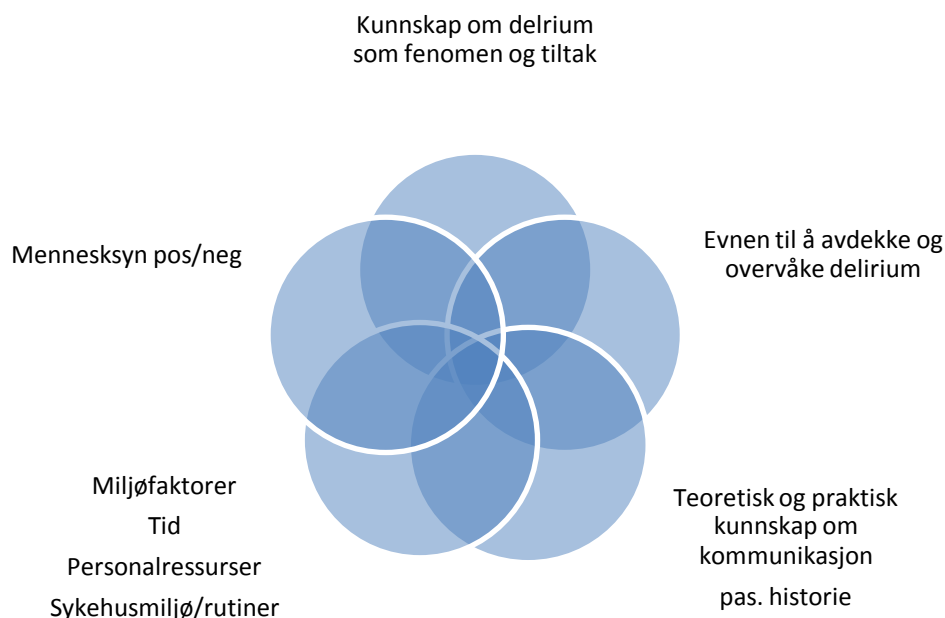 Kunnskap om delrium
som fenomen og tiltak
Mennesksyn pos/neg
Evnen til å avdekke og
overvåke delirium
Miljøfaktorer
Tid
Personalressurser
Sykehusmiljø/rutiner
Teoretisk og praktisk
kunnskap om
kommunikasjon
pas. historie